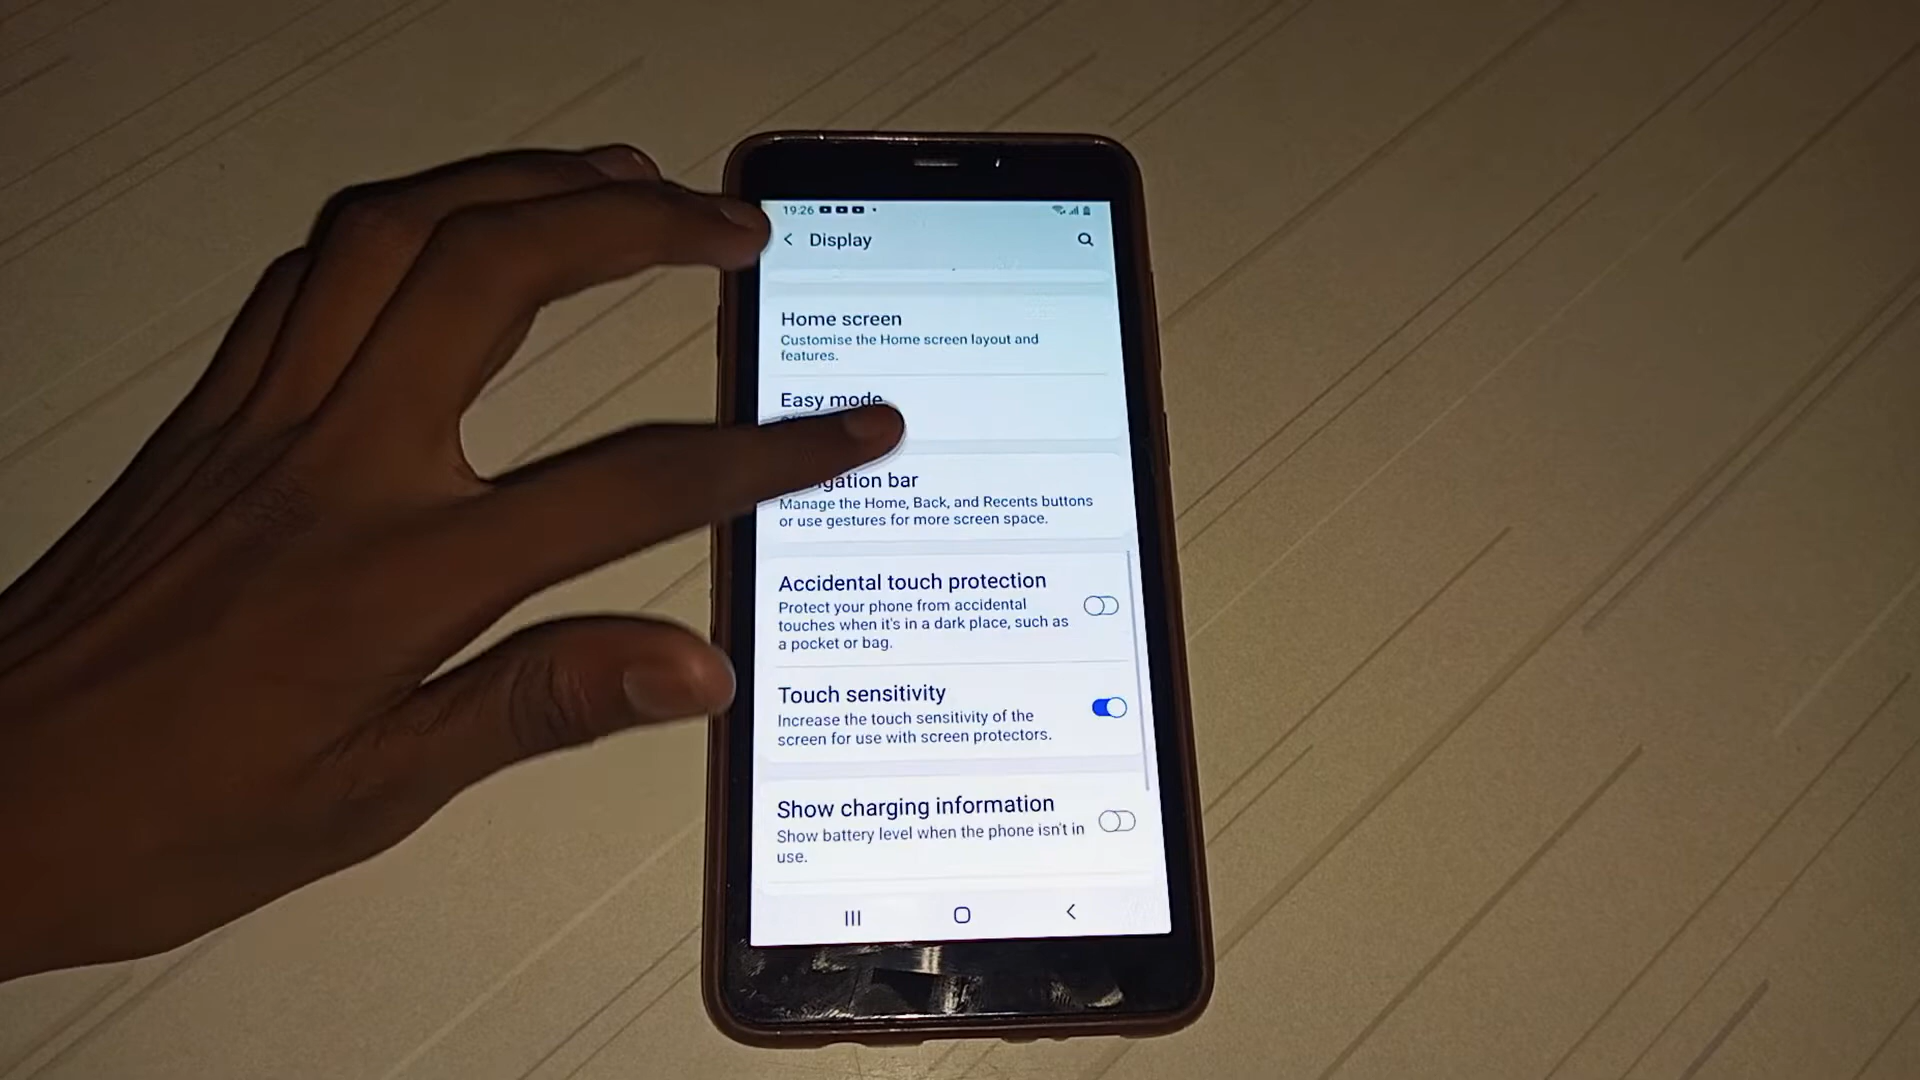 19:26
Display
Home screen
Customise the Home screen layout and
features.
Easy mode
gation bar
Manage the Home, Back, and Recents buttons
or use gestures for more screen space.
Accidental touch protection
Protect your phone from accidental
touches when it's in a dark place, such as
a pocket or bag.
Touch sensitivity
Increase the touch sensitivity of the
screen for use with screen protectors.
Show charging information
Show battery level when the phone isn't in
use.